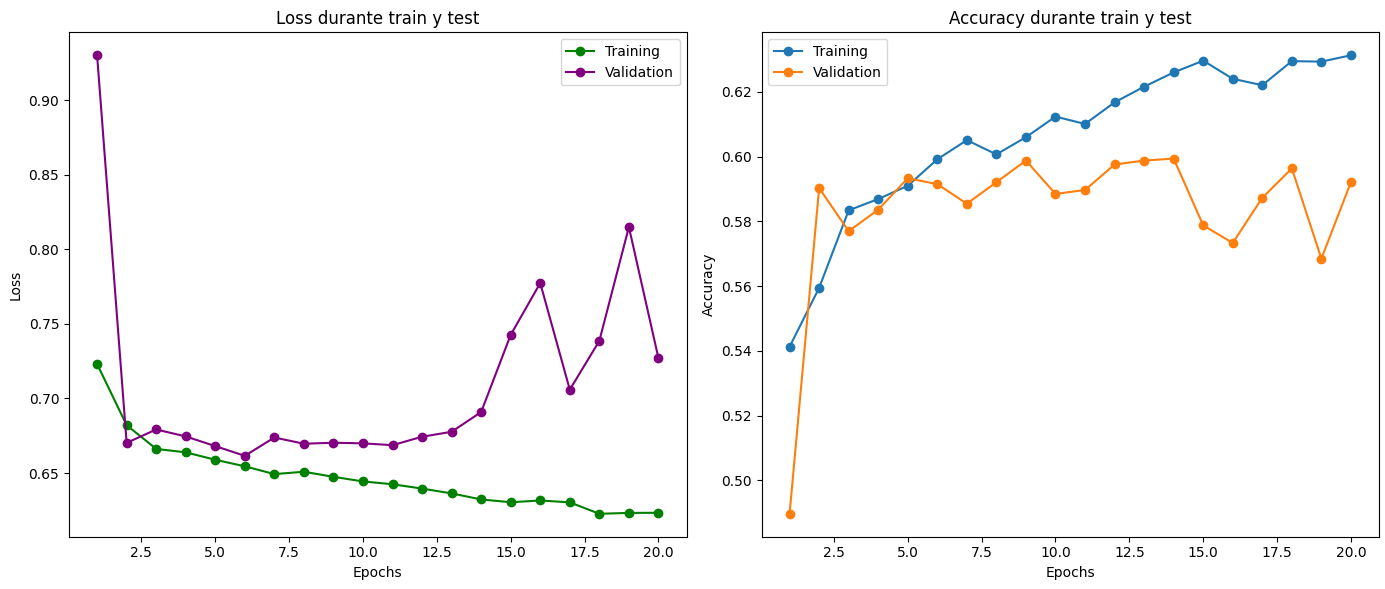 Loss durante train y test
Training
Validation
0.90
0.85
0.80
0.75
0.70
0.65
Loss
2.5 5.0 7.5 10.0 12.5 15.0 17.5 20.0
Epochs
Accuracy durante train y test
Training
Validation
0.62
0.60
0.58
0.56
0.54
0.52
0.50
Accuracy
2.5 5.0 7.5 10.0 12.5 15.0 17.5 20.0
Epochs